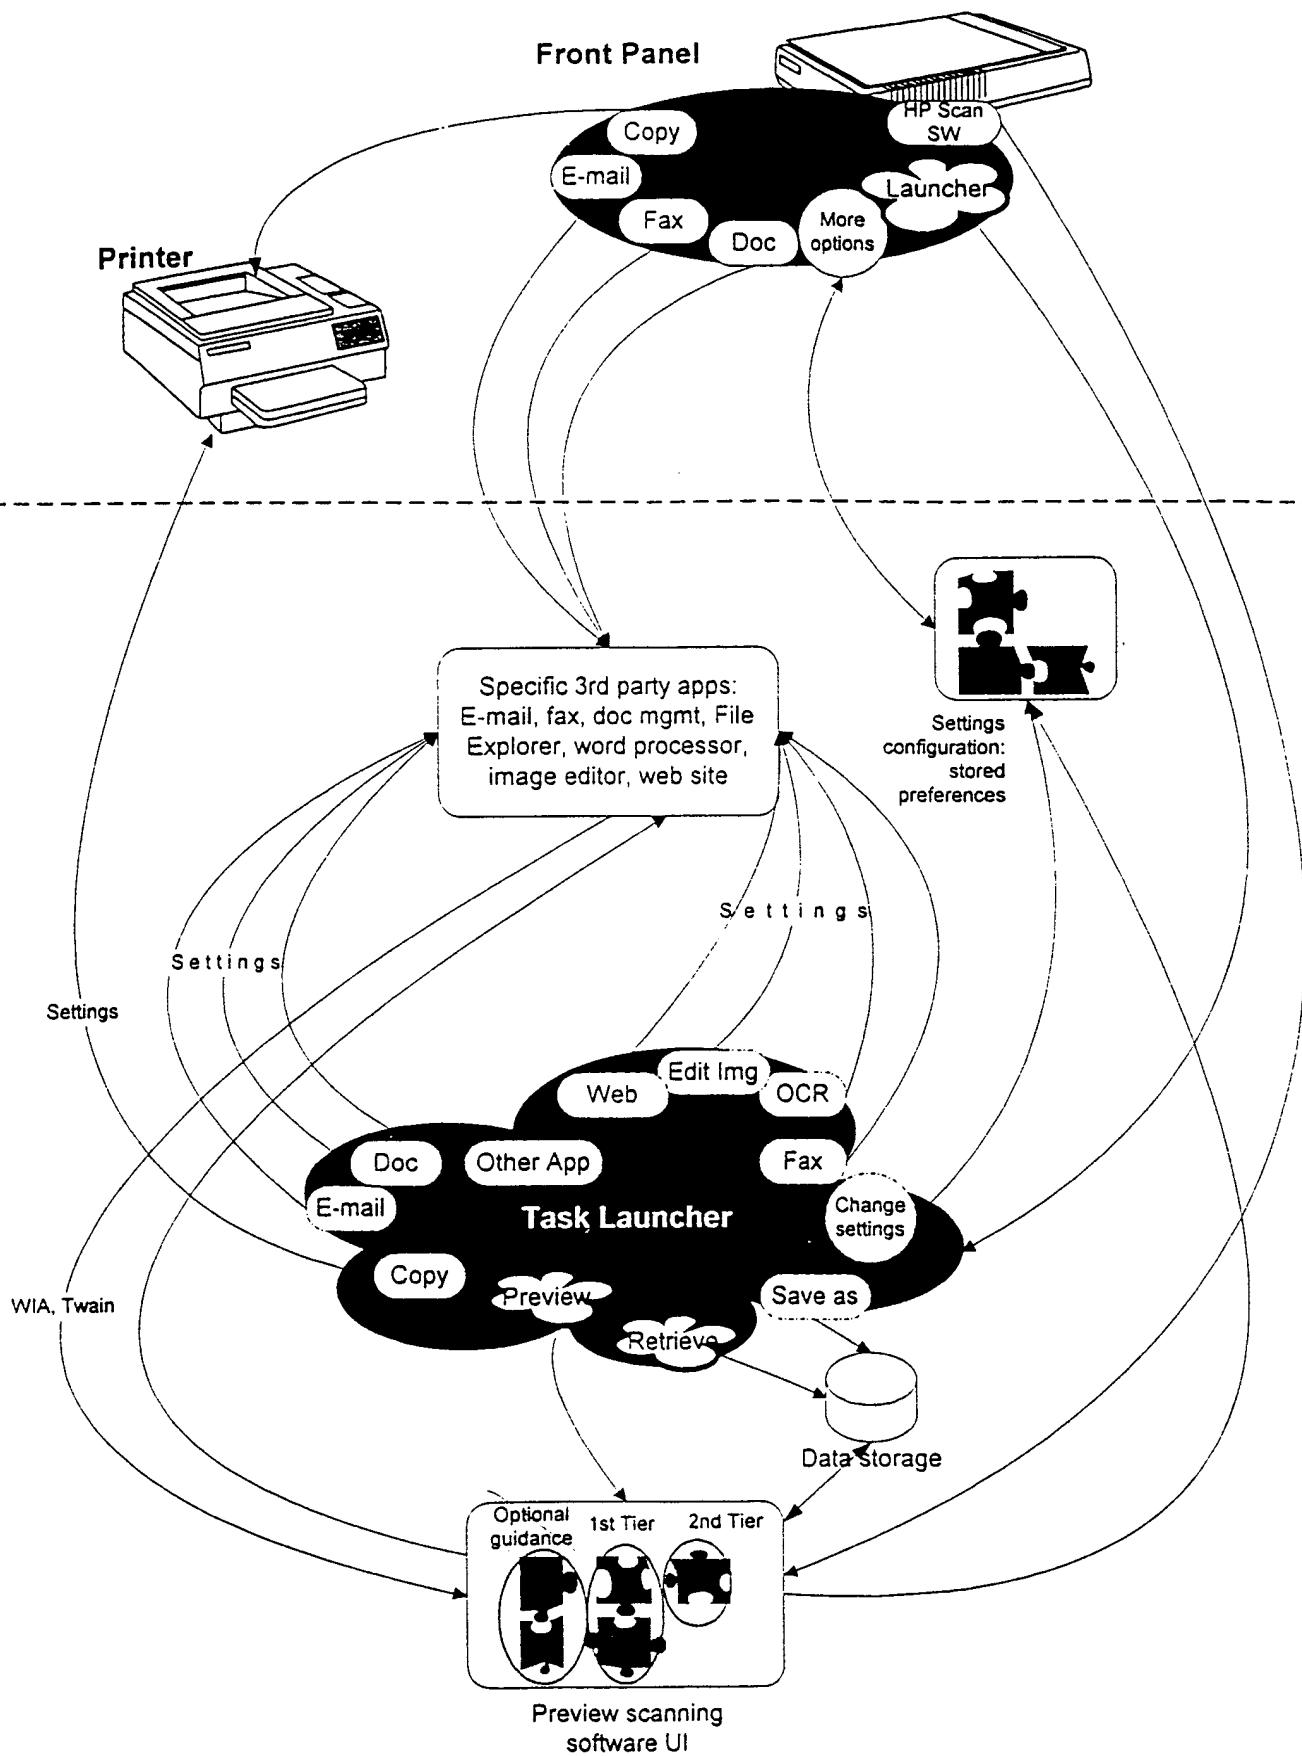 Front Panel
HP Scan
SW
Copy
E-mail
Launcher
Fax
More
options
Doc
Printer
Specific 3rd party apps:
E-mail, fax, doc mgmt, File
Explorer, word processor,
image editor, web site
Settings
configuration:
stored
preferences
Settings
Settings
Settings
Edit Img
Web
OCR
Doc
Other App
Fax
E-mail
Task Launcher
Change
settings
Copy
Preview
Save as
WIA, Twain
Retrieve
Data storage
Optional
guidance
1st Tier
2nd Tier
Preview scanning
software UI